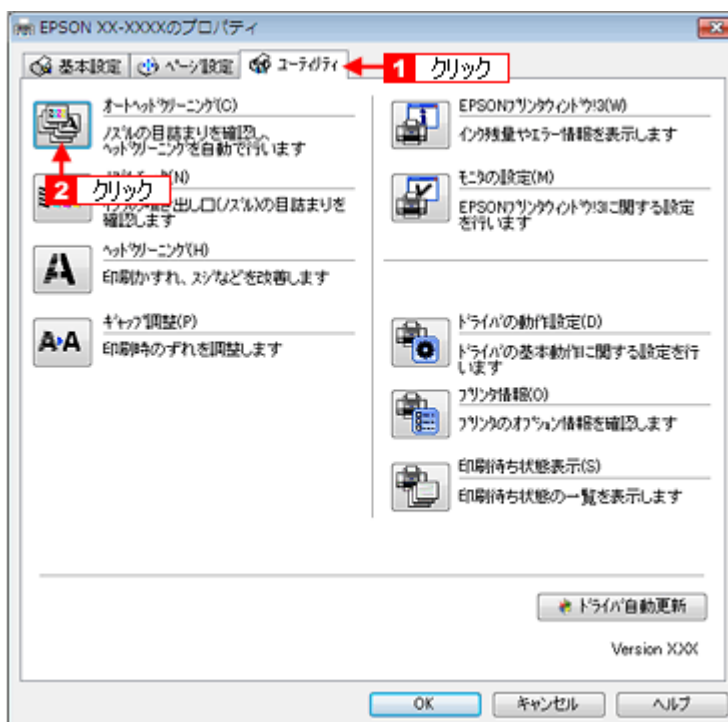 EPSON XX-XXXXのプロパティ
基本設定
ページ設定
ユーティリティ
1 クリック
オートヘッドクリーニング(C)
ノズルの目詰まりを確認し、
ヘッドクリーニングを自動で行います
2 クリック
(N)
出し口(ノズル)の目詰まりを
確認します
ヘッドクリーニング(H)
印刷かすれ、スジなどを改善します
ギャップ調整(P)
印刷時のずれを調整します
EPSONプリンタウィンドウ!3(W)
インク残量やエラー情報を表示します
モニタの設定(M)
EPSONプリンタウィンドウ!3に関する設定
を行います
ドライバの動作設定(D)
ドライバの基本動作に関する設定を行
います
プリンタ情報(O)
プリンタのオプション情報を確認します
印刷待ち状態表示(S)
印刷待ち状態の一覧を表示します
ドライバ自動更新
Version X.XX
OK
キャンセル
ヘルプ